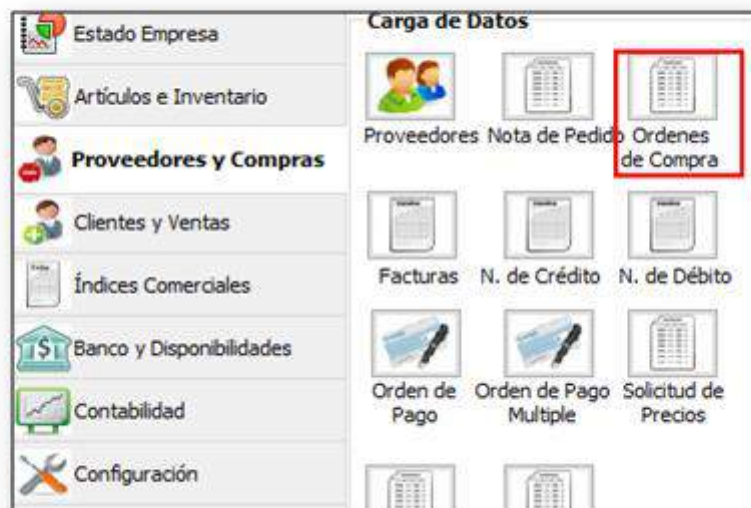 Estado Empresa
Artículos e Inventario
Proveedores y Compras
Clientes y Ventas
Índices Comerciales
Banco y Disponibilidades
Contabilidad
Configuración
Carga de Datos
Proveedores
Nota de Pedido
Ordenes
de Compra
Facturas
N. de Crédito
N. de Débito
Orden de
Pago
Orden de Pago
Multiple
Solicitud de
Precios